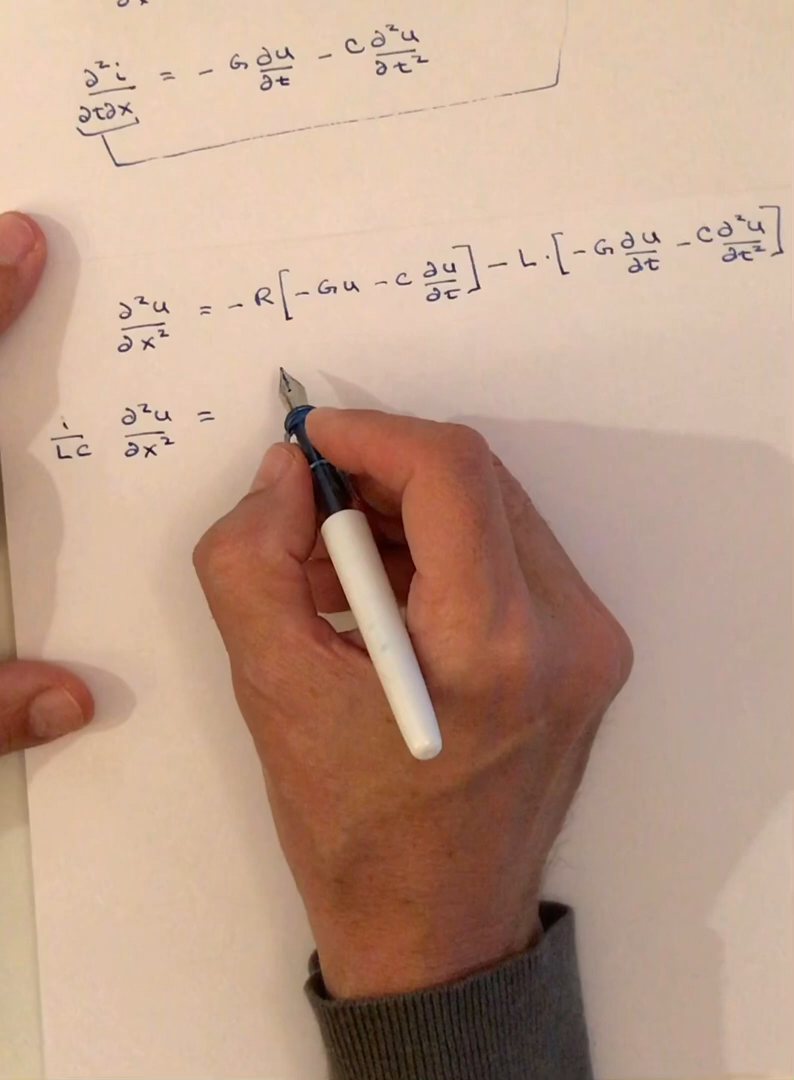 ∂²i/∂t∂x = - G ∂u/∂t - C ∂²u/∂t²
∂²u/∂x² = - R [- Gu - C ∂u/∂t] - L · [- G ∂u/∂t - C ∂²u/∂t²]
1/LC ∂²u/∂x² =